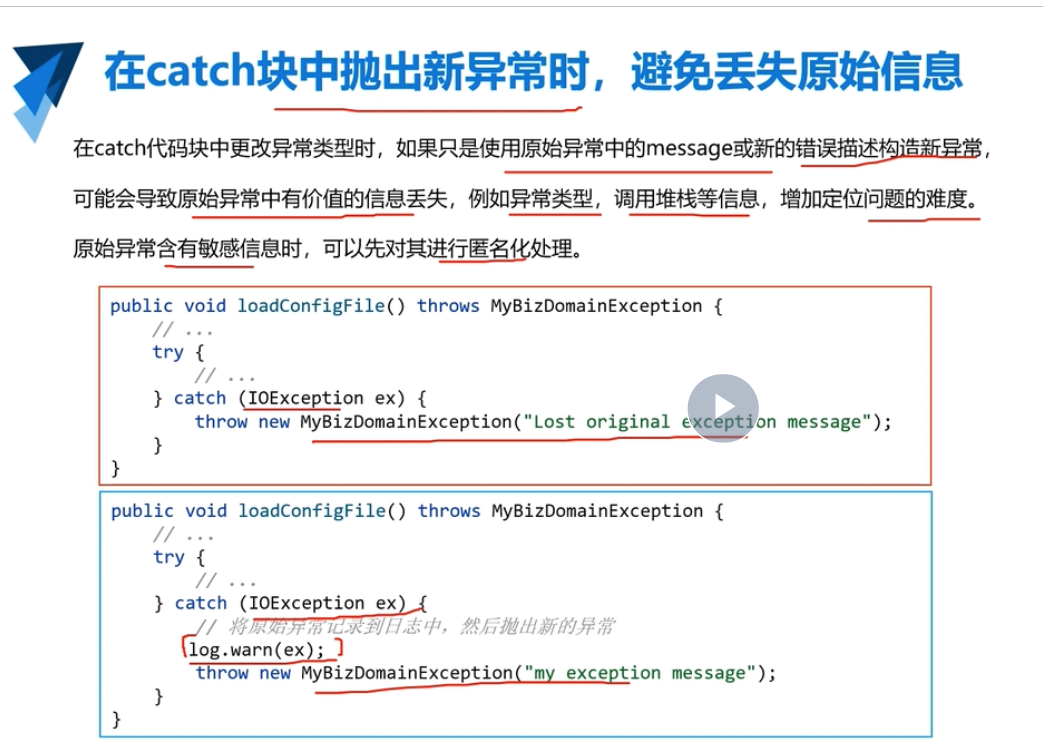 在catch块中抛出新异常时，避免丢失原始信息
在catch代码块中更改异常类型时，如果只是使用原始异常中的message或新的错误描述构造新异常，
可能会导致原始异常中有价值的信息丢失，例如异常类型，调用堆栈等信息，增加定位问题的难度。
原始异常含有敏感信息时，可以先对其进行匿名化处理。
public void loadConfigFile() throws MyBizDomainException {
// ...
try {
// ...
} catch (IOException ex) {
throw new MyBizDomainException("Lost original exception message");
}
}
public void loadConfigFile() throws MyBizDomainException {
// ...
try {
// ...
} catch (IOException ex) {
// 将原始异常记录到日志中，然后抛出新的异常
log.warn(ex);
throw new MyBizDomainException("my exception message");
}
}